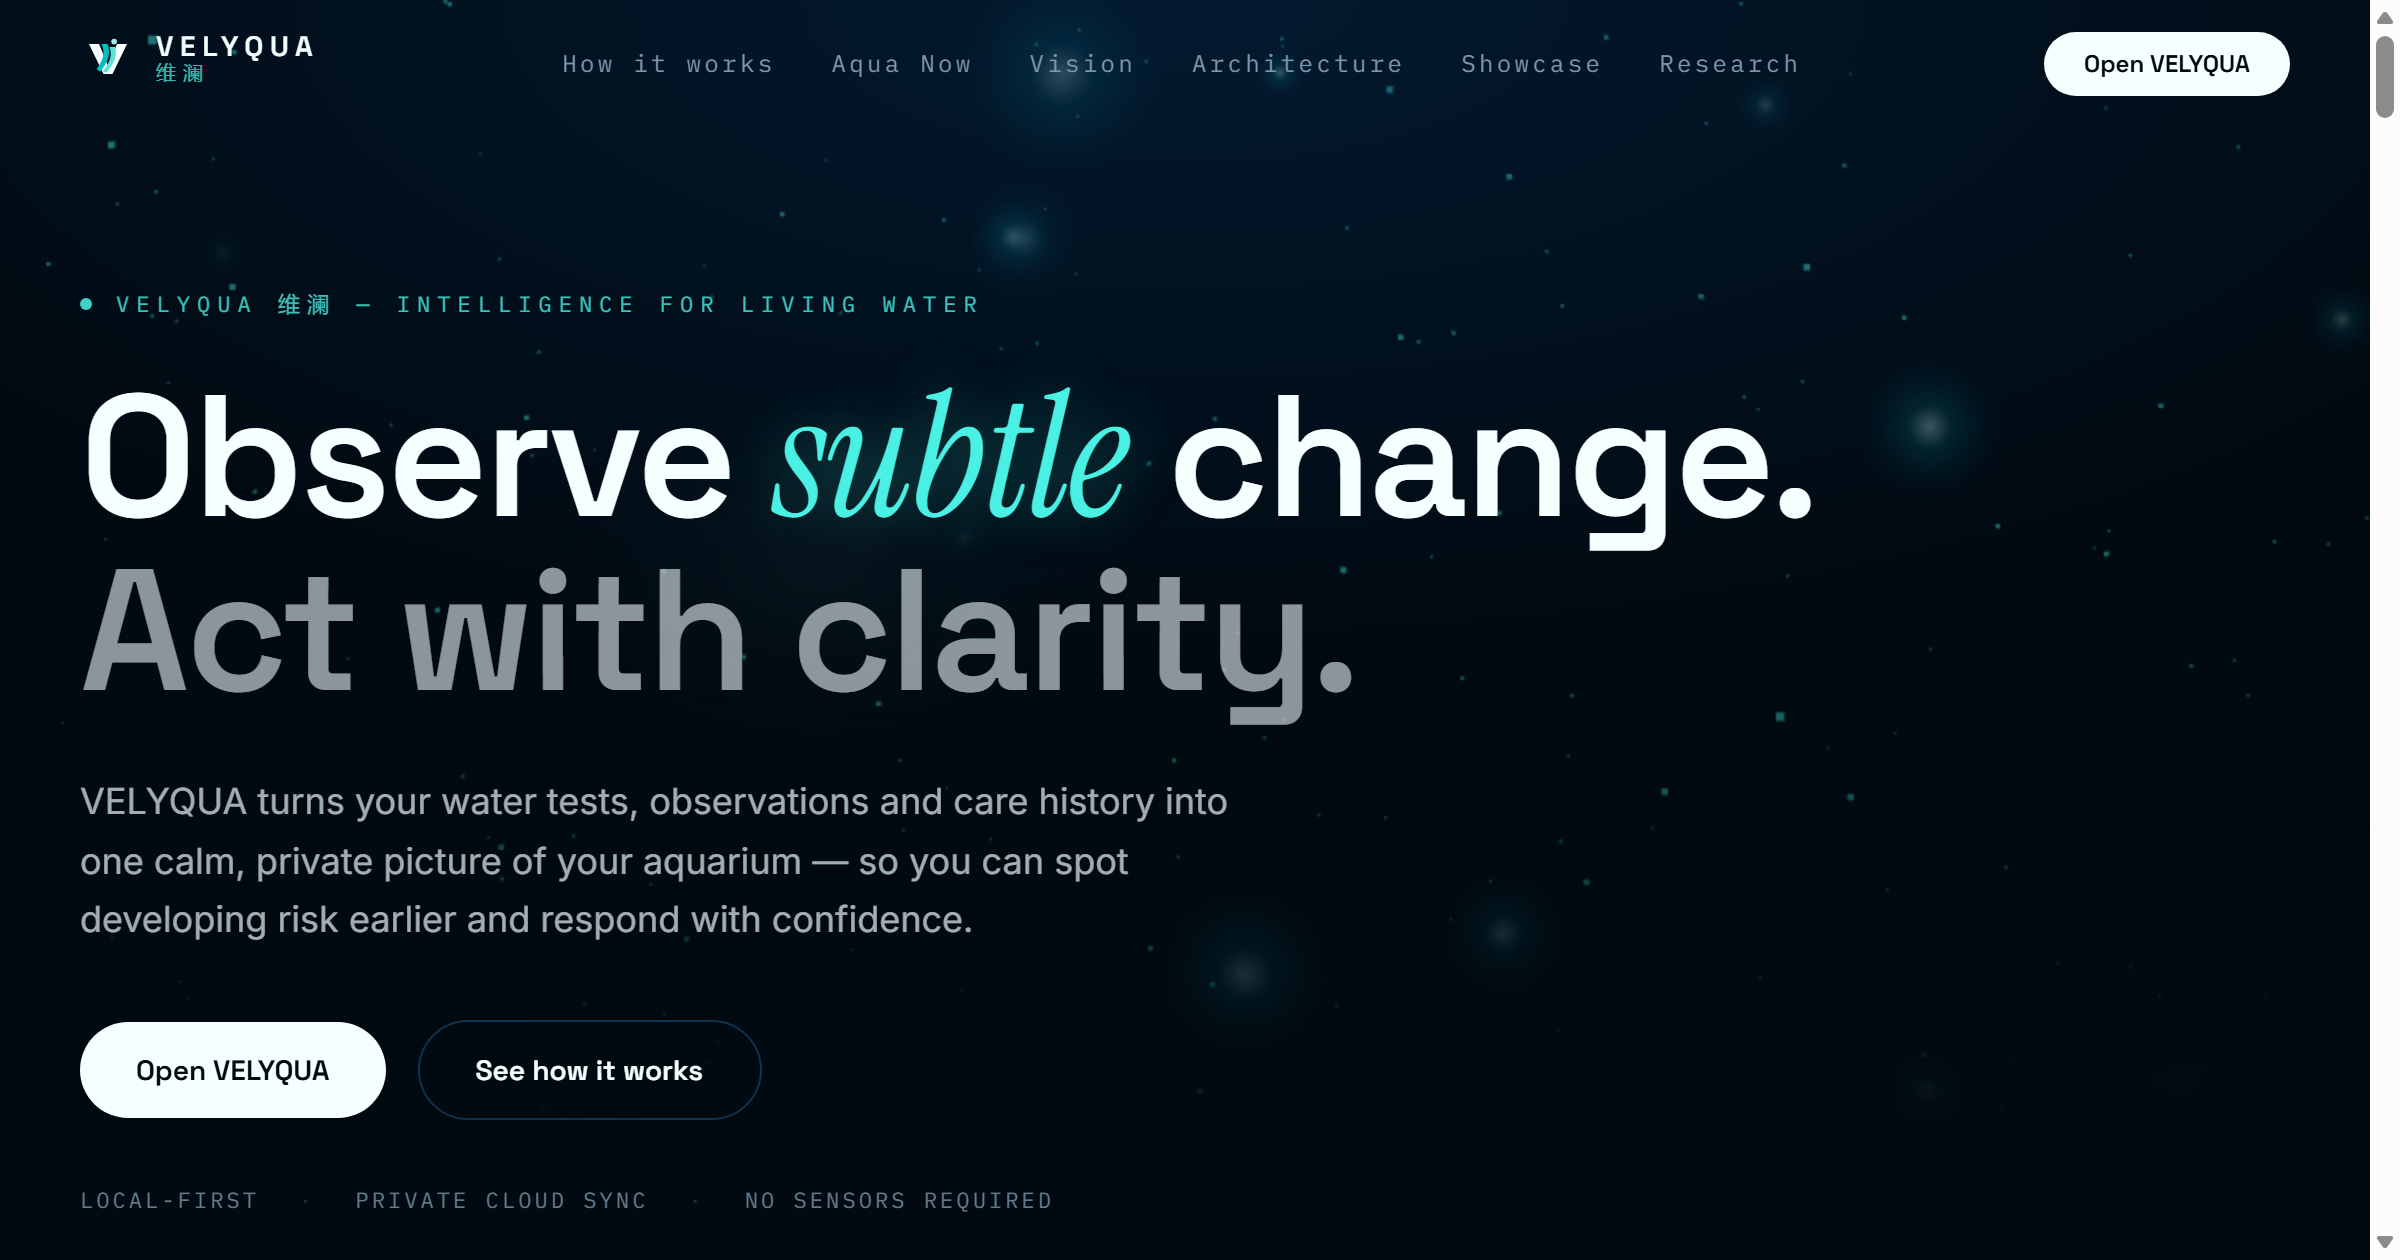 VELYQUA
维澜
How it works
Aqua Now
Vision
Architecture
Showcase
Research
Open VELYQUA
VELYQUA 维澜 — INTELLIGENCE FOR LIVING WATER
Observe subtle change.
Act with clarity.
VELYQUA turns your water tests, observations and care history into
one calm, private picture of your aquarium — so you can spot
developing risk earlier and respond with confidence.
Open VELYQUA
See how it works
LOCAL-FIRST · PRIVATE CLOUD SYNC · NO SENSORS REQUIRED